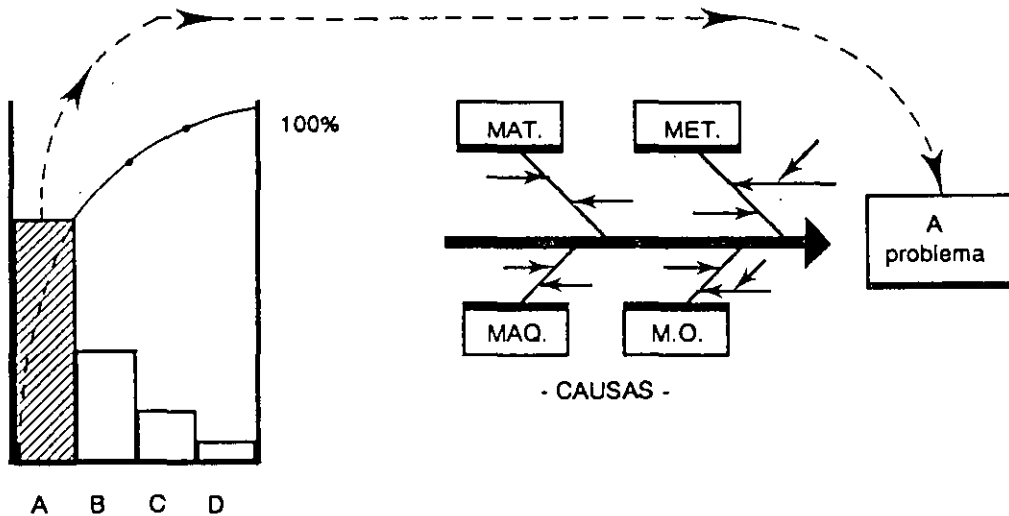 100%
MAT.
MET.
A
problema
MAQ.
M.O.
- CAUSAS -
A B C D